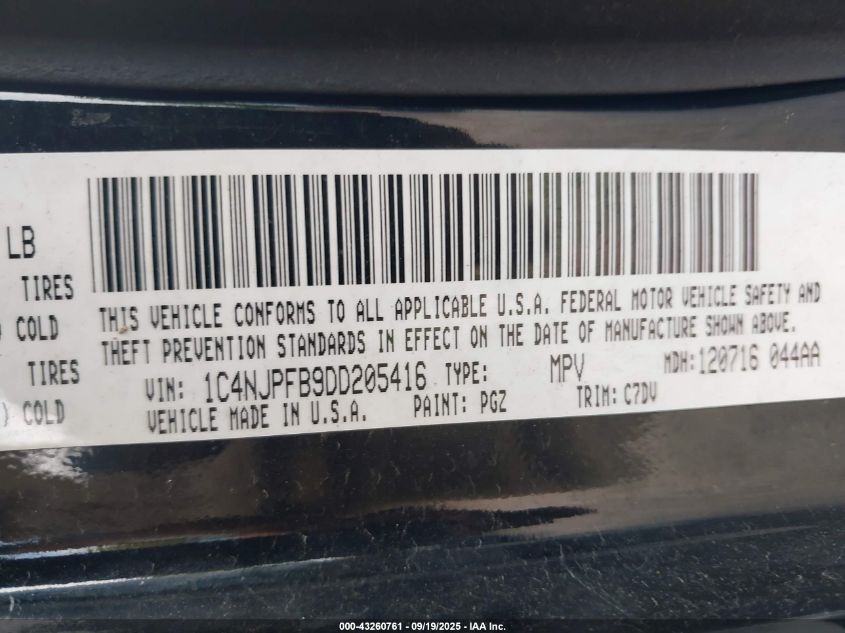 LB
TIRES
) COLD
TIRES
) COLD
THIS VEHICLE CONFORMS TO ALL APPLICABLE U.S.A. FEDERAL MOTOR VEHICLE SAFETY AND
THEFT PREVENTION STANDARDS IN EFFECT ON THE DATE OF MANUFACTURE SHOWN ABOVE.
VIN: 1C4NJPFB9DD205416 TYPE: MPV MDH:120716 044AA
VEHICLE MADE IN U.S.A. PAINT: PGZ TRIM: C7DV
000-43260761 - 09/19/2025 - IAA Inc.